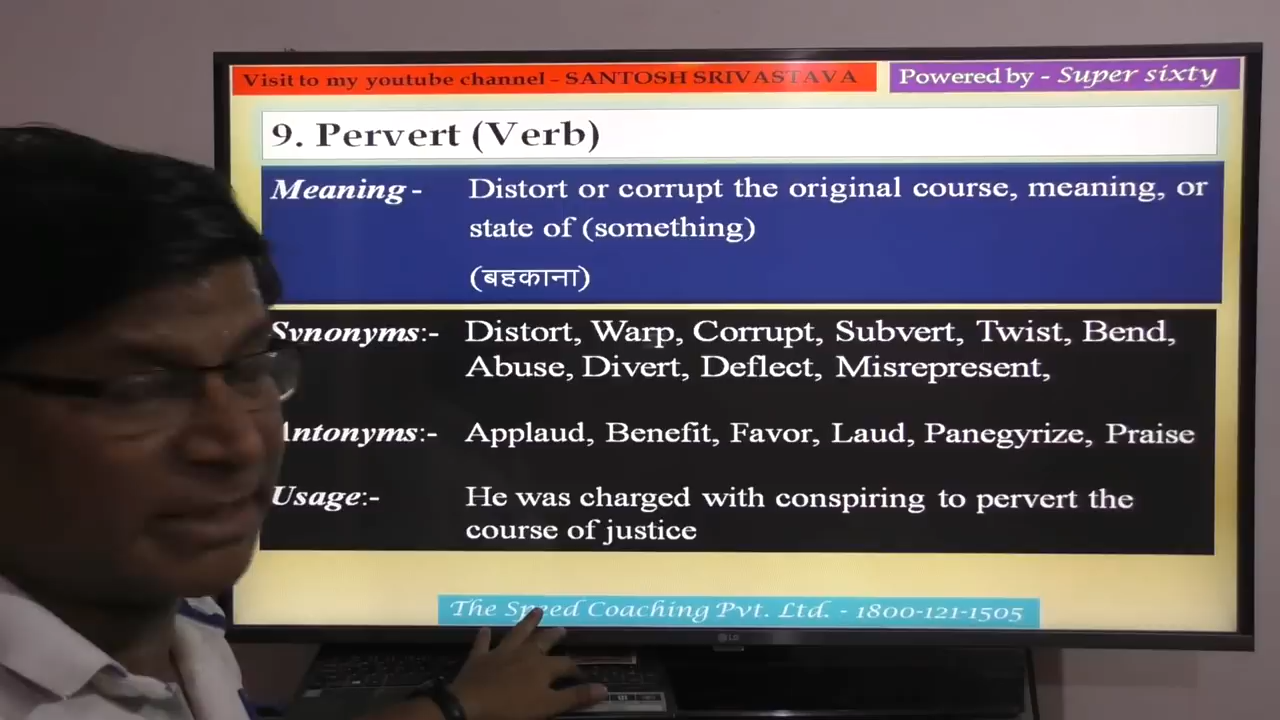 Visit to my youtube channel - SANTOSH SRIVASTAVA
Powered by - Super sixty
9. Pervert (Verb)
Meaning - Distort or corrupt the original course, meaning, or
state of (something)
(बहकाना)
Synonyms:- Distort, Warp, Corrupt, Subvert, Twist, Bend,
Abuse, Divert, Deflect, Misrepresent,
Antonyms:- Applaud, Benefit, Favor, Laud, Panegyrize, Praise
Usage:- He was charged with conspiring to pervert the
course of justice
The Speed Coaching Pvt. Ltd. - 1800-121-1505
LG